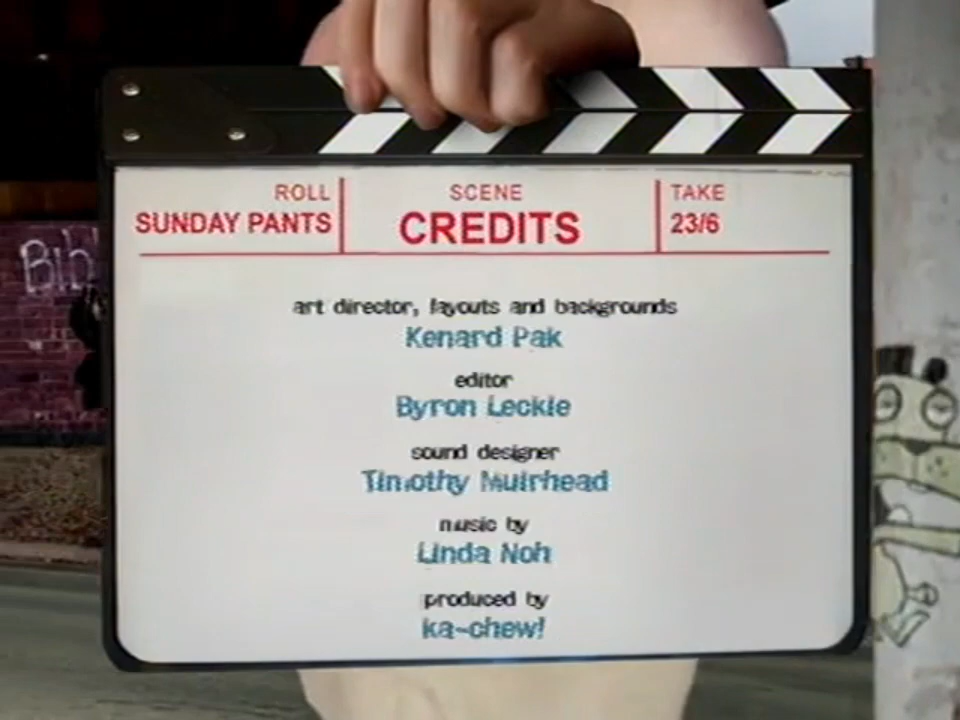 ROLL
SUNDAY PANTS
SCENE
CREDITS
TAKE
23/6
art director, layouts and backgrounds
Kenard Pak
editor
Byron Leckie
sound designer
Timothy Muirhead
music by
Linda Noh
produced by
ka-chew!